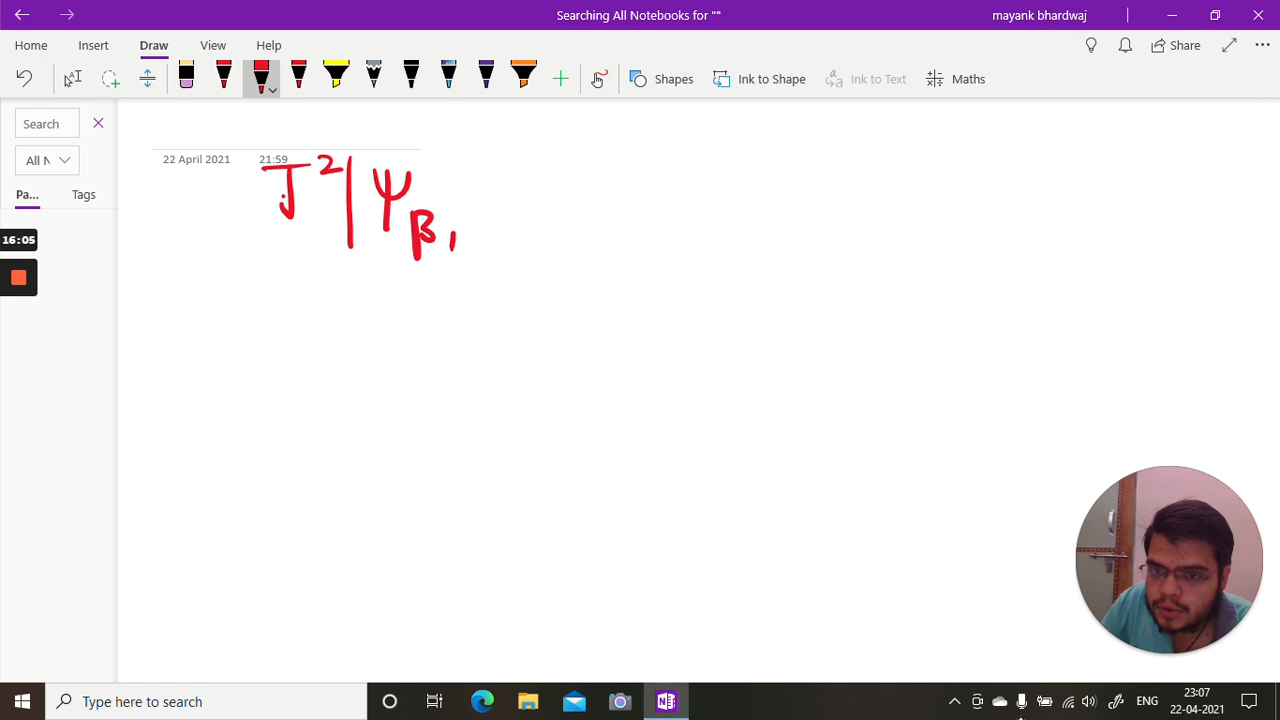 Searching All Notebooks for ""
mayank bhardwaj
Home
Insert
Draw
View
Help
Share
Shapes
Ink to Shape
Ink to Text
Maths
Search
All N
Pa...
Tags
22 April 2021
21:59
J² | ψ β,
16:05
Type here to search
ENG
23:07
22-04-2021